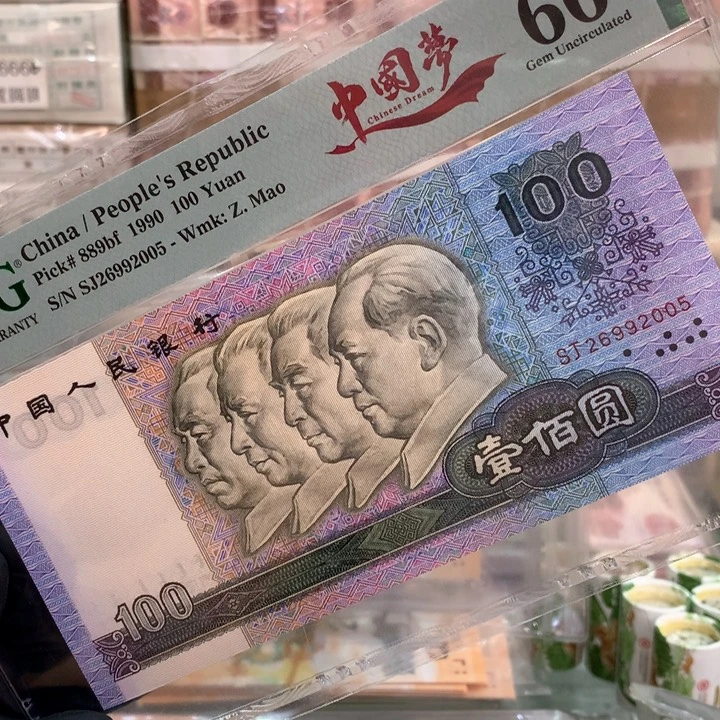 66
Gem Uncirculated
中國夢
Chinese Dream
G®
China / People's Republic
Pick# 889bf 1990 100 Yuan
S/N SJ26992005 - Wmk: Z. Mao
RANTY
中国人民银行
100
SJ26992005
壹佰圆
100